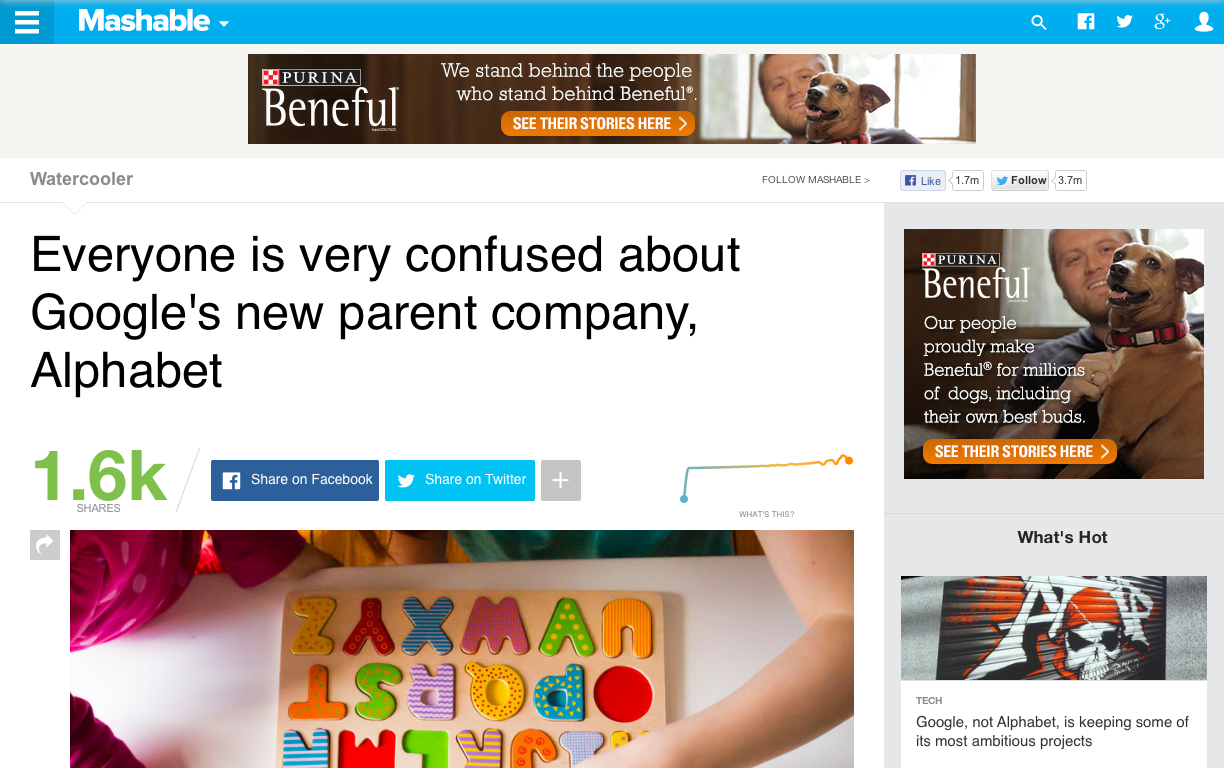 Mashable
PURINA
Beneful
We stand behind the people
who stand behind Beneful®.
SEE THEIR STORIES HERE
Watercooler
FOLLOW MASHABLE >
Like
1.7m
Follow
3.7m
Everyone is very confused about
Google's new parent company,
Alphabet
1.6k
SHARES
Share on Facebook
Share on Twitter
+
WHAT'S THIS?
PURINA
Beneful
Our people
proudly make
Beneful® for millions
of dogs, including
their own best buds.
SEE THEIR STORIES HERE
What's Hot
TECH
Google, not Alphabet, is keeping some of
its most ambitious projects